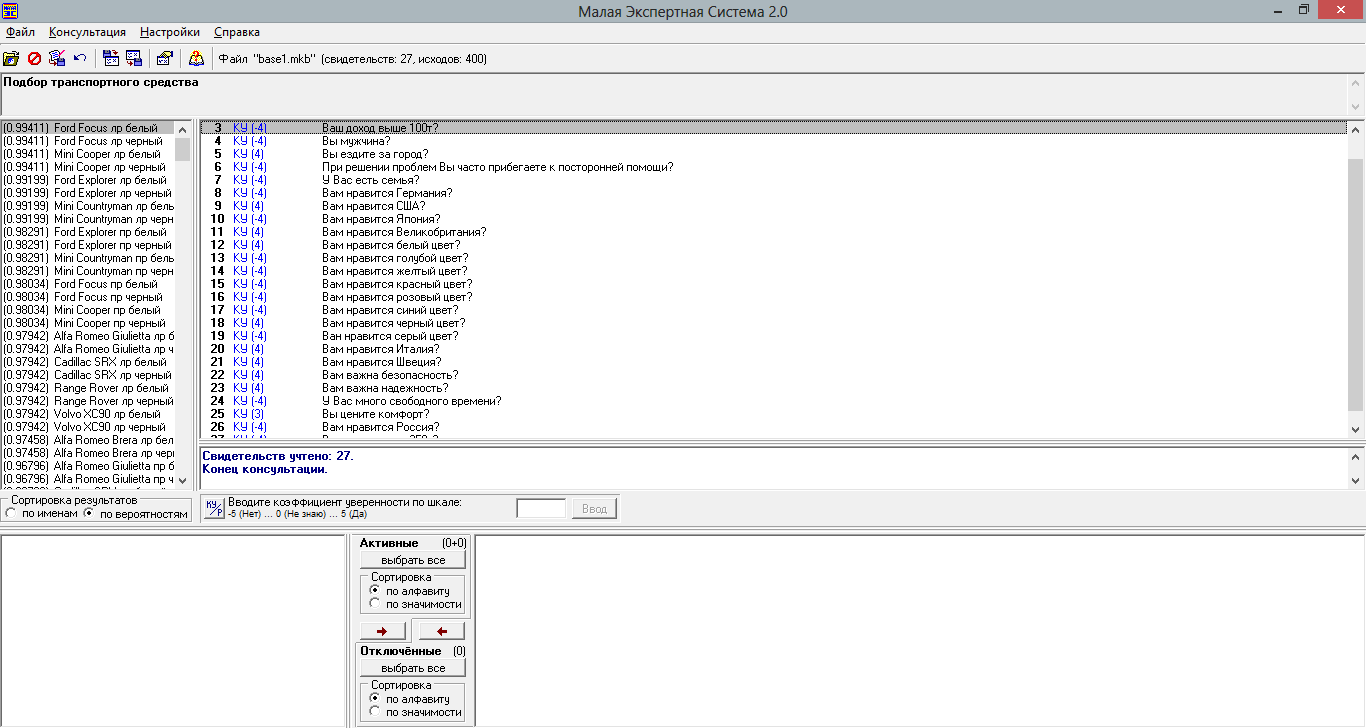 Малая Экспертная Система 2.0
Файл Консультация Настройки Справка
Файл "base1.mkb" (свидетельств: 27, исходов: 400)
Подбор транспортного средства
(0.99411) Ford Focus лр белый
(0.99411) Ford Focus лр черный
(0.99411) Mini Cooper лр белый
(0.99411) Mini Cooper лр черный
(0.99199) Ford Explorer лр белый
(0.99199) Ford Explorer лр черный
(0.99199) Mini Countryman лр белы
(0.99199) Mini Countryman лр черн
(0.98291) Ford Explorer пр белый
(0.98291) Ford Explorer пр черный
(0.98291) Mini Countryman пр белы
(0.98291) Mini Countryman пр черн
(0.98034) Ford Focus пр белый
(0.98034) Ford Focus пр черный
(0.98034) Mini Cooper пр белый
(0.98034) Mini Cooper пр черный
(0.97942) Alfa Romeo Giulietta лр б
(0.97942) Alfa Romeo Giulietta лр ч
(0.97942) Cadillac SRX лр белый
(0.97942) Cadillac SRX лр черный
(0.97942) Range Rover лр белый
(0.97942) Range Rover лр черный
(0.97942) Volvo XC90 лр белый
(0.97942) Volvo XC90 лр черный
(0.97458) Alfa Romeo Brera лр бел
(0.97458) Alfa Romeo Brera лр черн
(0.96796) Alfa Romeo Giulietta пр б
(0.96796) Alfa Romeo Giulietta пр ч
Сортировка результатов
по именам по вероятностям
3 КУ (-4) Ваш доход выше 100т?
4 КУ (-4) Вы мужчина?
5 КУ (4) Вы ездите за город?
6 КУ (-4) При решении проблем Вы часто прибегаете к посторонней помощи?
7 КУ (-4) У Вас есть семья?
8 КУ (-4) Вам нравится Германия?
9 КУ (4) Вам нравится США?
10 КУ (-4) Вам нравится Япония?
11 КУ (4) Вам нравится Великобритания?
12 КУ (4) Вам нравится белый цвет?
13 КУ (-4) Вам нравится голубой цвет?
14 КУ (-4) Вам нравится желтый цвет?
15 КУ (-4) Вам нравится красный цвет?
16 КУ (-4) Вам нравится розовый цвет?
17 КУ (-4) Вам нравится синий цвет?
18 КУ (4) Вам нравится черный цвет?
19 КУ (-4) Ван нравится серый цвет?
20 КУ (4) Вам нравится Италия?
21 КУ (4) Вам нравится Швеция?
22 КУ (4) Вам важна безопасность?
23 КУ (4) Вам важна надежность?
24 КУ (-4) У Вас много свободного времени?
25 КУ (3) Вы цените комфорт?
26 КУ (-4) Вам нравится Россия?
Свидетельств учтено: 27.
Конец консультации.
КУ/Р
Вводите коэффициент уверенности по шкале:
-5 (Нет) ... 0 (Не знаю) ... 5 (Да)
Ввод
Активные (0+0)
выбрать все
Сортировка
по алфавиту
по значимости
Отключённые (0)
выбрать все
Сортировка
по алфавиту
по значимости